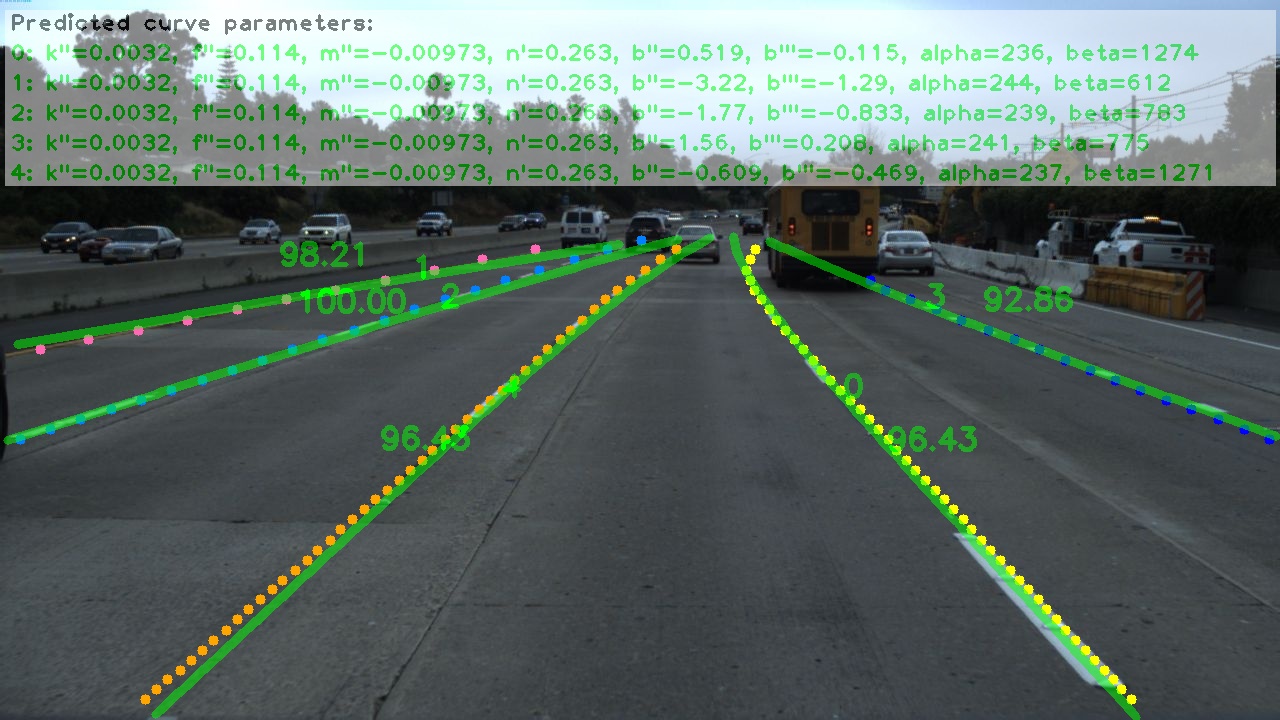 Predicted curve parameters:
0: k''=0.0032, f''=0.114, m''=-0.00973, n'=0.263, b''=0.519, b'''=-0.115, alpha=236, beta=1274
1: k''=0.0032, f''=0.114, m''=-0.00973, n'=0.263, b''=-3.22, b'''=-1.29, alpha=244, beta=612
2: k''=0.0032, f''=0.114, m''=-0.00973, n'=0.263, b''=-1.77, b'''=-0.833, alpha=239, beta=783
3: k''=0.0032, f''=0.114, m''=-0.00973, n'=0.263, b''=1.56, b'''=0.208, alpha=241, beta=775
4: k''=0.0032, f''=0.114, m''=-0.00973, n'=0.263, b''=-0.609, b'''=-0.469, alpha=237, beta=1271
98.21 1
100.00 2 3 92.86
4 0
96.43 96.43